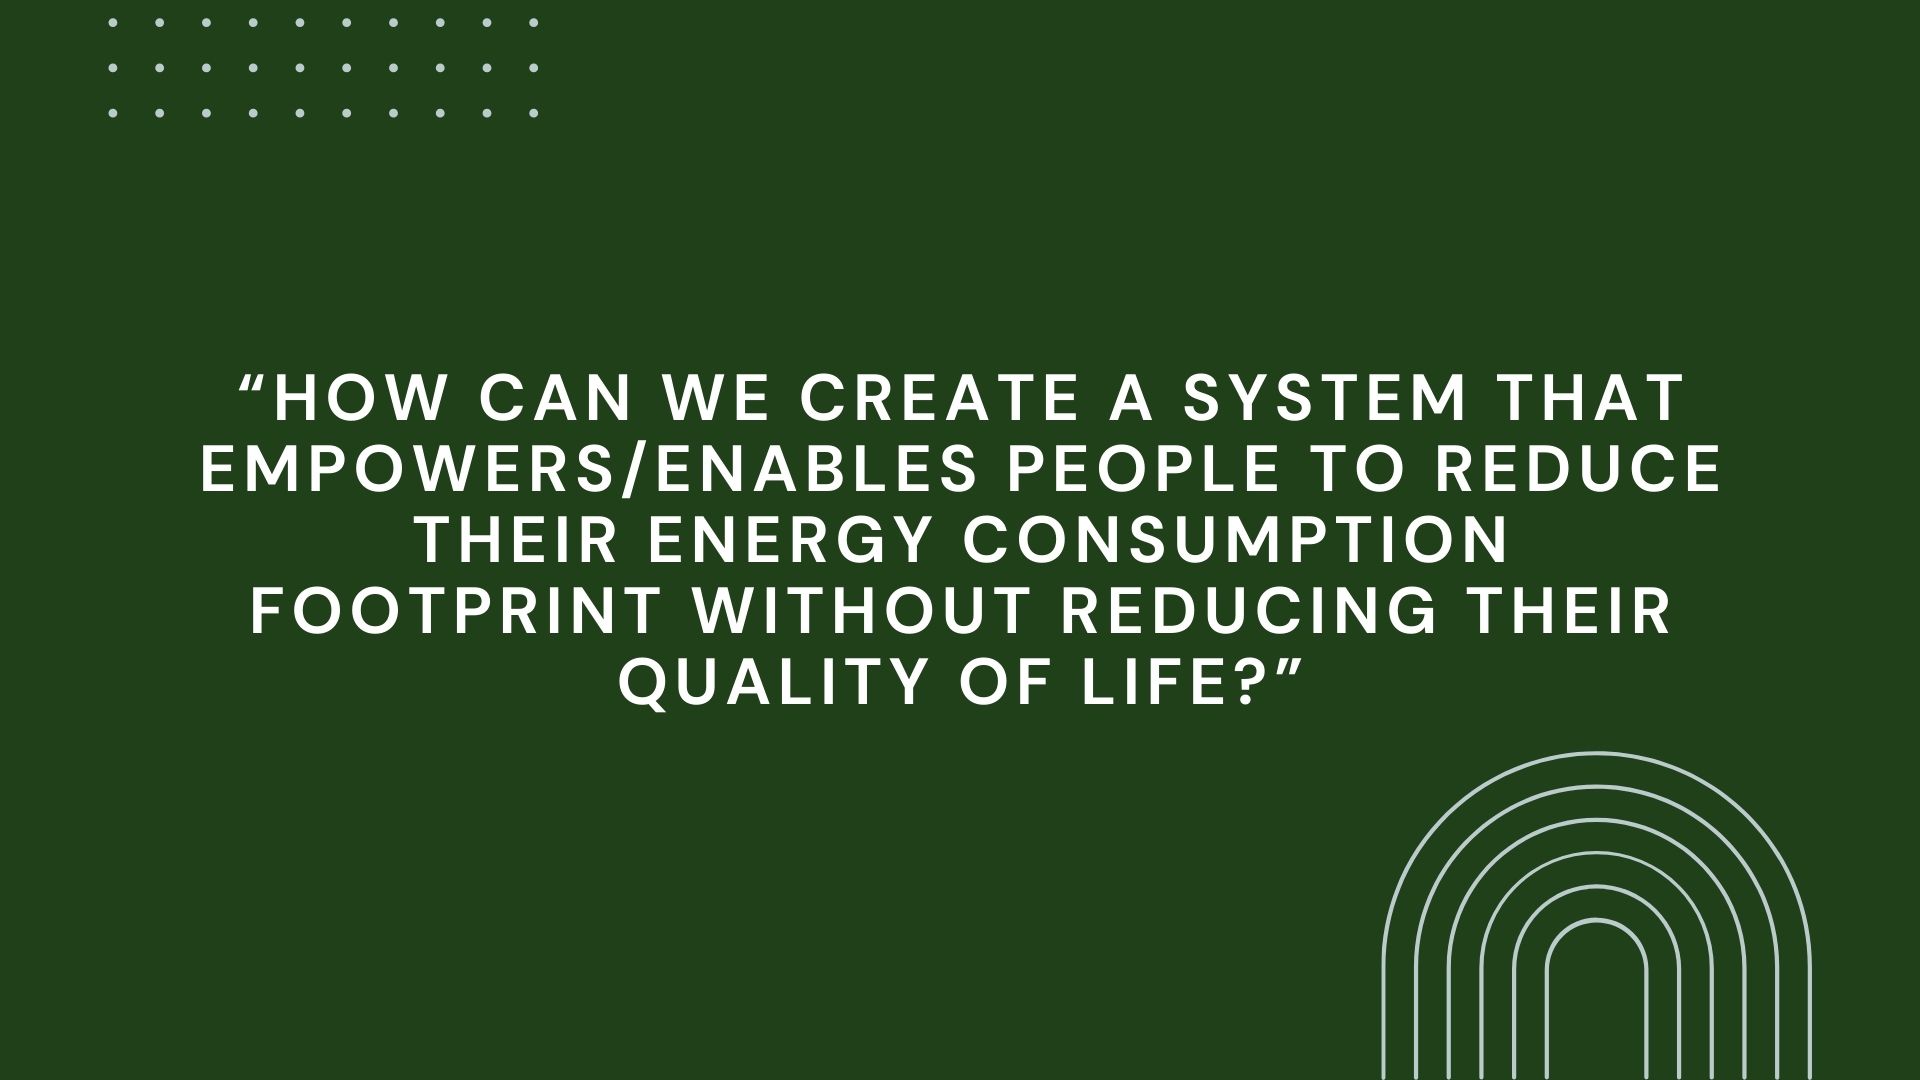 “HOW CAN WE CREATE A SYSTEM THAT
EMPOWERS/ENABLES PEOPLE TO REDUCE
THEIR ENERGY CONSUMPTION
FOOTPRINT WITHOUT REDUCING THEIR
QUALITY OF LIFE?”